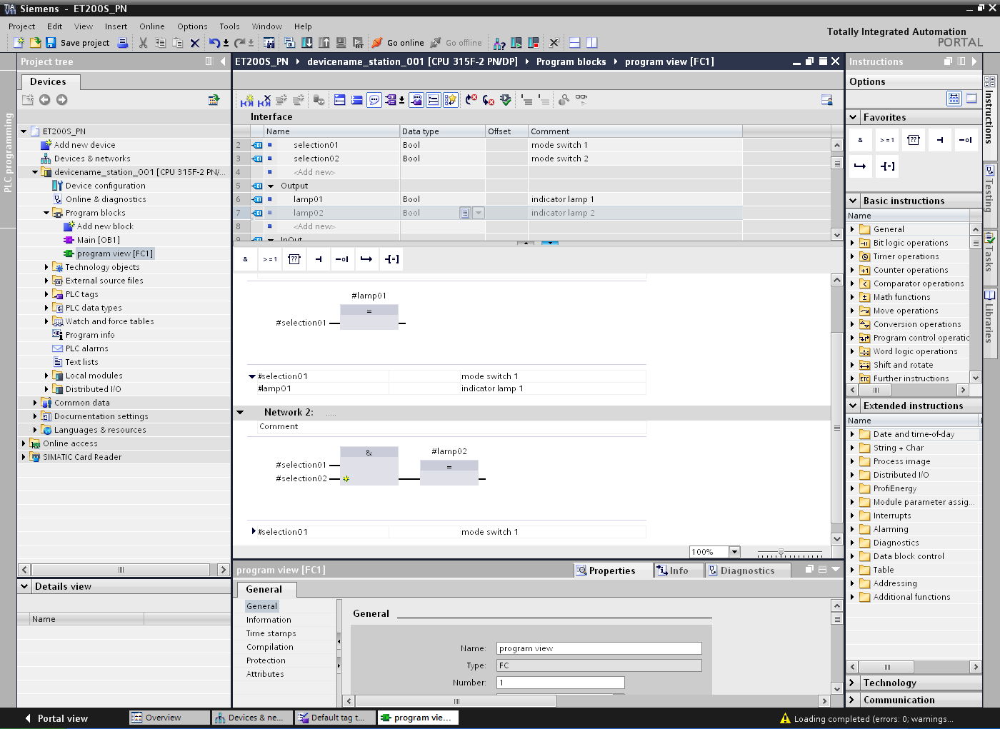 TIA V11 Siemens - ET200S_PN
Project Edit View Insert Online Options Tools Window Help
Totally Integrated Automation
PORTAL
Save project Go online Go offline
Project tree
Devices
PLC programming
ET200S_PN
Add new device
Devices & networks
devicename_station_001 [CPU 315F-2 PN/...
Device configuration
Online & diagnostics
Program blocks
Add new block
Main [OB1]
program view [FC1]
Technology objects
External source files
PLC tags
PLC data types
Watch and force tables
Program info
PLC alarms
Text lists
Local modules
Distributed I/O
Common data
Documentation settings
Languages & resources
Online access
SIMATIC Card Reader
Details view
Name
ET200S_PN devicename_station_001 [CPU 315F-2 PN/DP] Program blocks program view [FC1]
Interface
Name Data type Offset Comment
2 selection01 Bool mode switch 1
3 selection02 Bool mode switch 2
4 <Add new>
5 Output
6 lamp01 Bool indicator lamp 1
7 lamp02 Bool indicator lamp 2
8 <Add new>
9 InOut
& >=1 ?? -[=]
#lamp01
=
#selection01
#selection01 mode switch 1
#lamp01 indicator lamp 1
Network 2: .....
Comment
& #lamp02
#selection01 =
#selection02
#selection01 mode switch 1
100%
program view [FC1] Properties Info Diagnostics
General
General
Information
Time stamps
Compilation
Protection
Attributes
General
Name: program view
Type: FC
Number: 1
Instructions
Options
Favorites
& >=1 ?? -[=]
Basic instructions
Name
General
Bit logic operations
Timer operations
Counter operations
Comparator operations
Math functions
Move operations
Conversion operations
Program control operatic
Word logic operations
Shift and rotate
Further instructions
Extended instructions
Name
Date and time-of-day
String + Char
Process image
Distributed I/O
ProfiEnergy
Module parameter assig...
Interrupts
Alarming
Diagnostics
Data block control
Table
Addressing
Additional functions
Technology
Communication
Instructions
Testing
Tasks
Libraries
Portal view Overview Devices & ne... Default tag t... program vie... Loading completed (errors: 0; warnings...